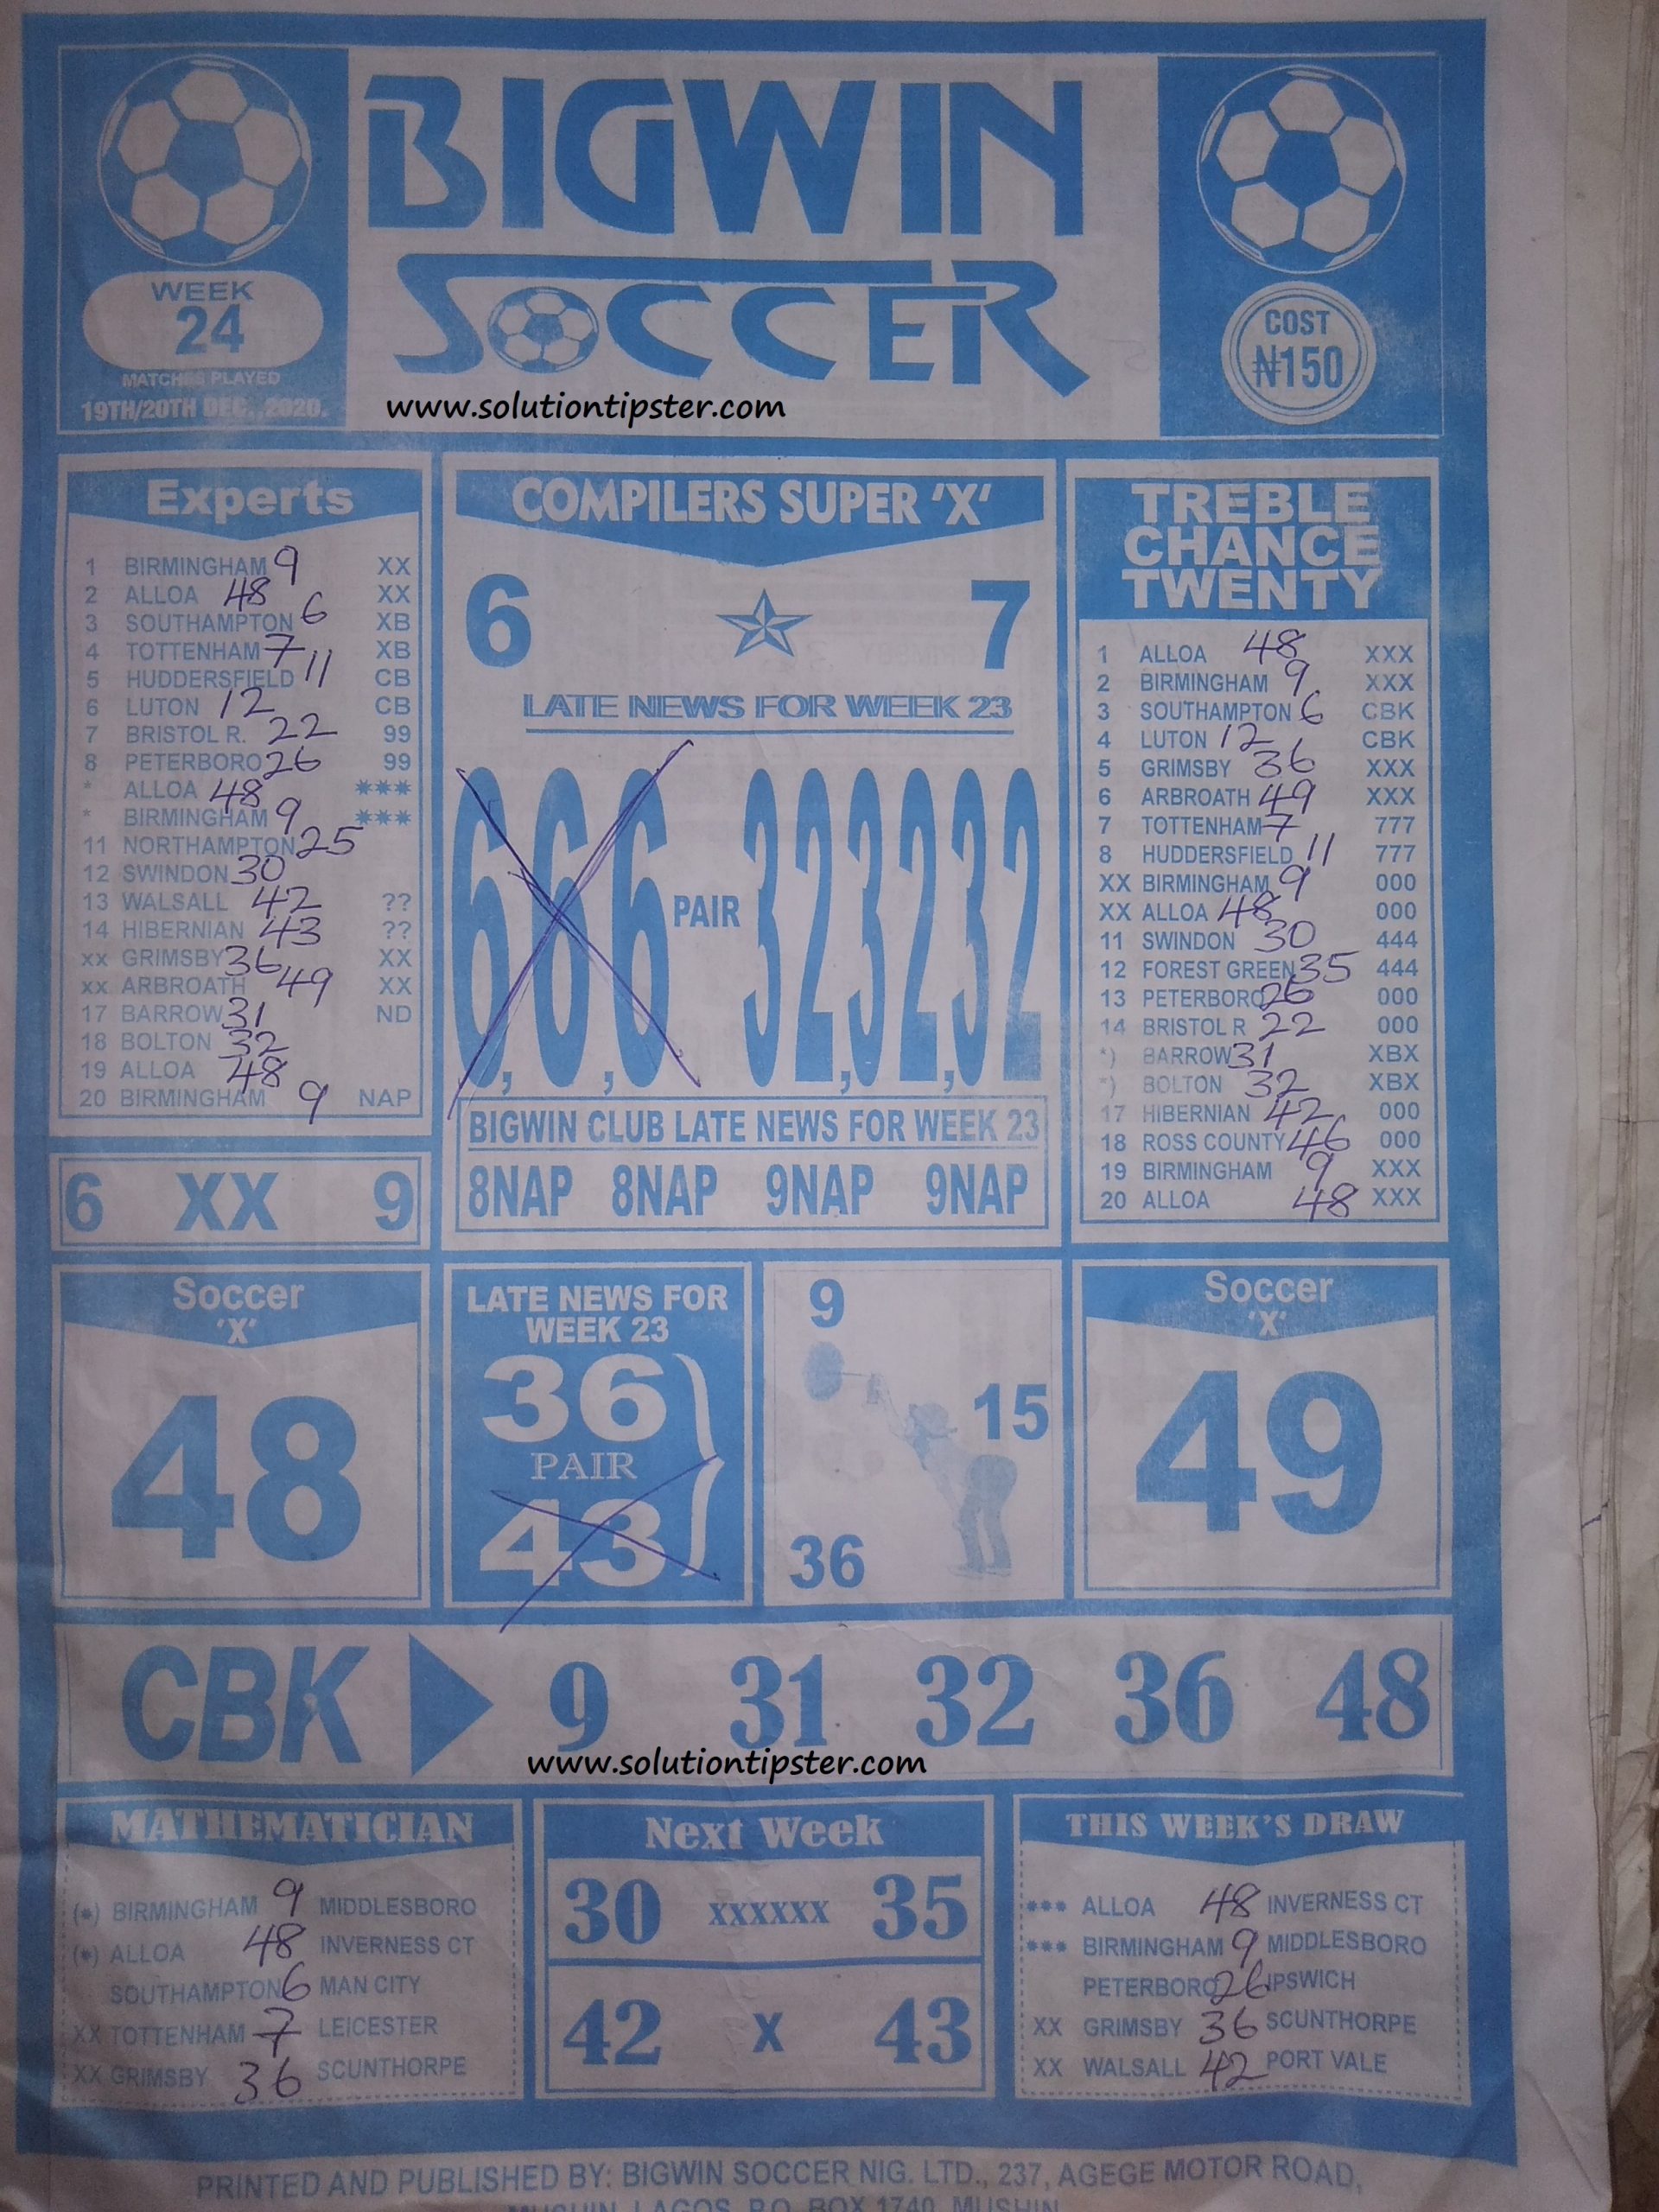 BIGWIN
SOCCER
WEEK
24
MATCHES PLAYED
19TH/20TH DEC., 2020.
COST
₦150
www.solutiontipster.com
Experts
1 BIRMINGHAM 9 XX
2 ALLOA 48 XX
3 SOUTHAMPTON 6 XB
4 TOTTENHAM 7 XB
5 HUDDERSFIELD 11 CB
6 LUTON 12 CB
7 BRISTOL R. 22 99
8 PETERBORO 26 99
* ALLOA 48 ***
* BIRMINGHAM 9 ***
11 NORTHAMPTON 25
12 SWINDON 30
13 WALSALL 42 ??
14 HIBERNIAN 43 ??
xx GRIMSBY 36 XX
xx ARBROATH 49 XX
17 BARROW 31 ND
18 BOLTON 32
19 ALLOA 48
20 BIRMINGHAM 9 NAP
6 XX 9
COMPILERS SUPER 'X'
6 7
LATE NEWS FOR WEEK 23
6, 6, 6 PAIR 32,32,32
BIGWIN CLUB LATE NEWS FOR WEEK 23
8NAP 8NAP 9NAP 9NAP
TREBLE
CHANCE
TWENTY
1 ALLOA 48 XXX
2 BIRMINGHAM 9 XXX
3 SOUTHAMPTON 6 CBK
4 LUTON 12 CBK
5 GRIMSBY 36 XXX
6 ARBROATH 49 XXX
7 TOTTENHAM 7 777
8 HUDDERSFIELD 11 777
XX BIRMINGHAM 9 000
XX ALLOA 48 000
11 SWINDON 30 444
12 FOREST GREEN 35 444
13 PETERBORO 26 000
14 BRISTOL R 22 000
*) BARROW 31 XBX
*) BOLTON 32 XBX
17 HIBERNIAN 42 000
18 ROSS COUNTY 46 000
19 BIRMINGHAM 9 XXX
20 ALLOA 48 XXX
Soccer
'X'
48
LATE NEWS FOR
WEEK 23
36
PAIR
43
9
15
36
Soccer
'X'
49
CBK 9 31 32 36 48
www.solutiontipster.com
MATHEMATICIAN
(*) BIRMINGHAM 9 MIDDLESBORO
(*) ALLOA 48 INVERNESS CT
SOUTHAMPTON 6 MAN CITY
XX TOTTENHAM 7 LEICESTER
XX GRIMSBY 36 SCUNTHORPE
Next Week
30 XXXXXX 35
42 X 43
THIS WEEK'S DRAW
*** ALLOA 48 INVERNESS CT
*** BIRMINGHAM 9 MIDDLESBORO
PETERBORO 26 IPSWICH
XX GRIMSBY 36 SCUNTHORPE
XX WALSALL 42 PORT VALE
PRINTED AND PUBLISHED BY: BIGWIN SOCCER NIG. LTD., 237, AGEGE MOTOR ROAD,
MUSHIN, LAGOS. P.O. BOX 1740, MUSHIN